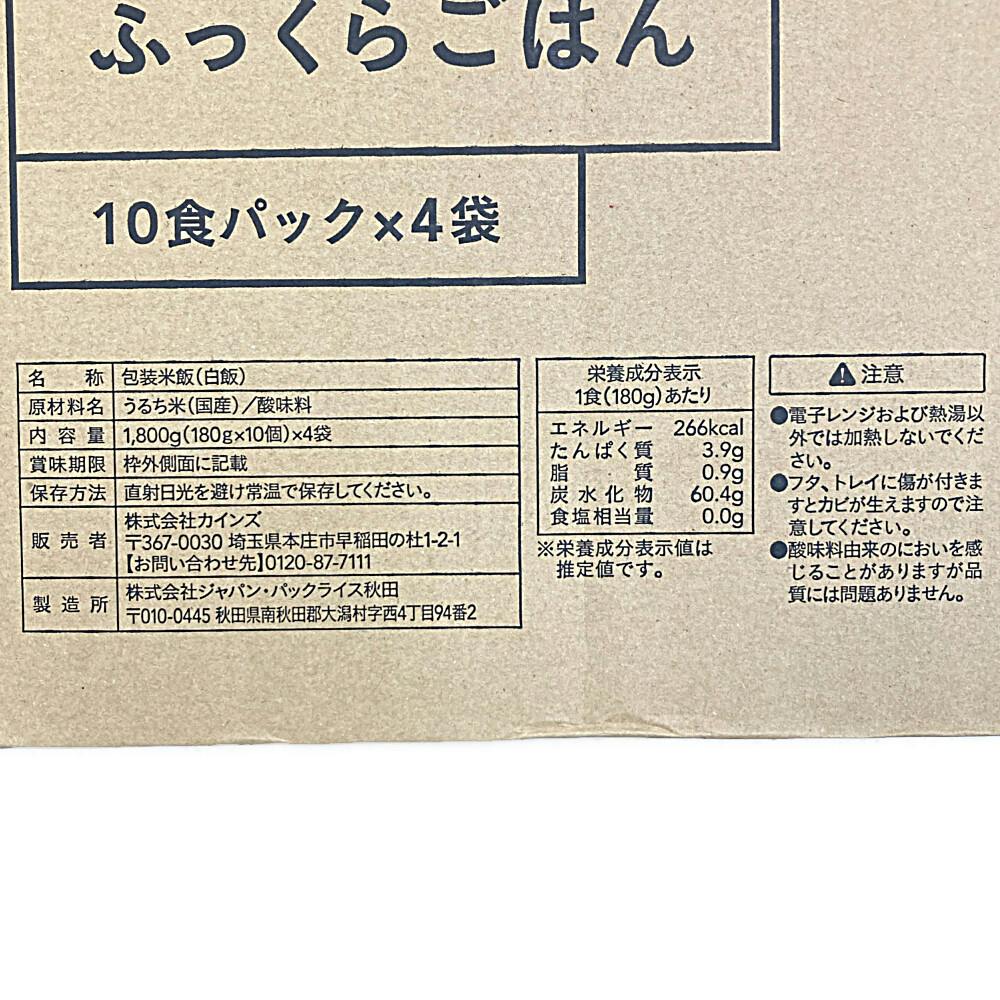 ふっくらごはん
10食パック×4袋
名称 包装米飯(白飯)
原材料名 うるち米(国産)/酸味料
内容量 1,800g(180g×10個)×4袋
賞味期限 枠外側面に記載
保存方法 直射日光を避け常温で保存してください。
販売者 株式会社カインズ
〒367-0030 埼玉県本庄市早稲田の杜1-2-1
【お問い合わせ先】0120-87-7111
製造所 株式会社ジャパン・パックライス秋田
〒010-0445 秋田県南秋田郡大潟村字西4丁目94番2
栄養成分表示
1食(180g)あたり
エネルギー 266kcal
たんぱく質 3.9g
脂質 0.9g
炭水化物 60.4g
食塩相当量 0.0g
※栄養成分表示値は
推定値です。
注意
●電子レンジおよび熱湯以
外では加熱しないでくだ
さい。
●フタ、トレイに傷が付きま
すとカビが生えますので注
意してください。
●酸味料由来のにおいを感
じることがありますが品
質には問題ありません。